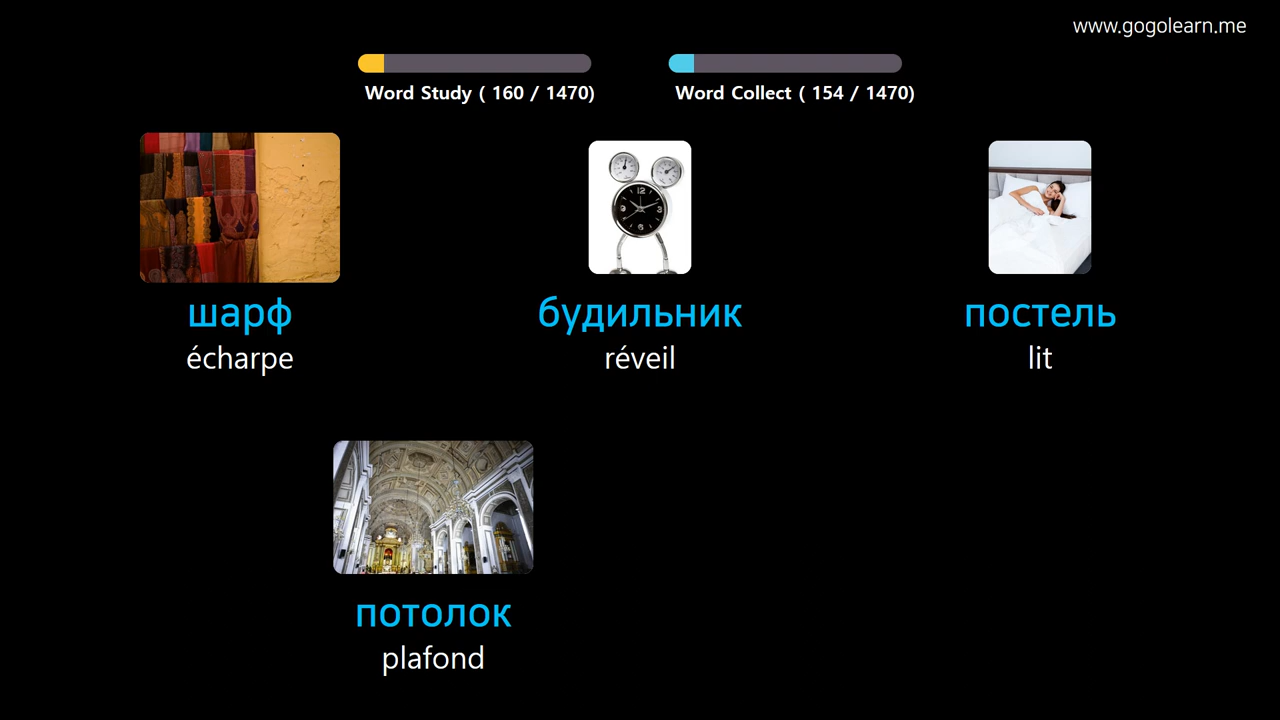 www.gogolearn.me
Word Study ( 160 / 1470)
Word Collect ( 154 / 1470)
шарф
écharpe
будильник
réveil
постель
lit
потолок
plafond